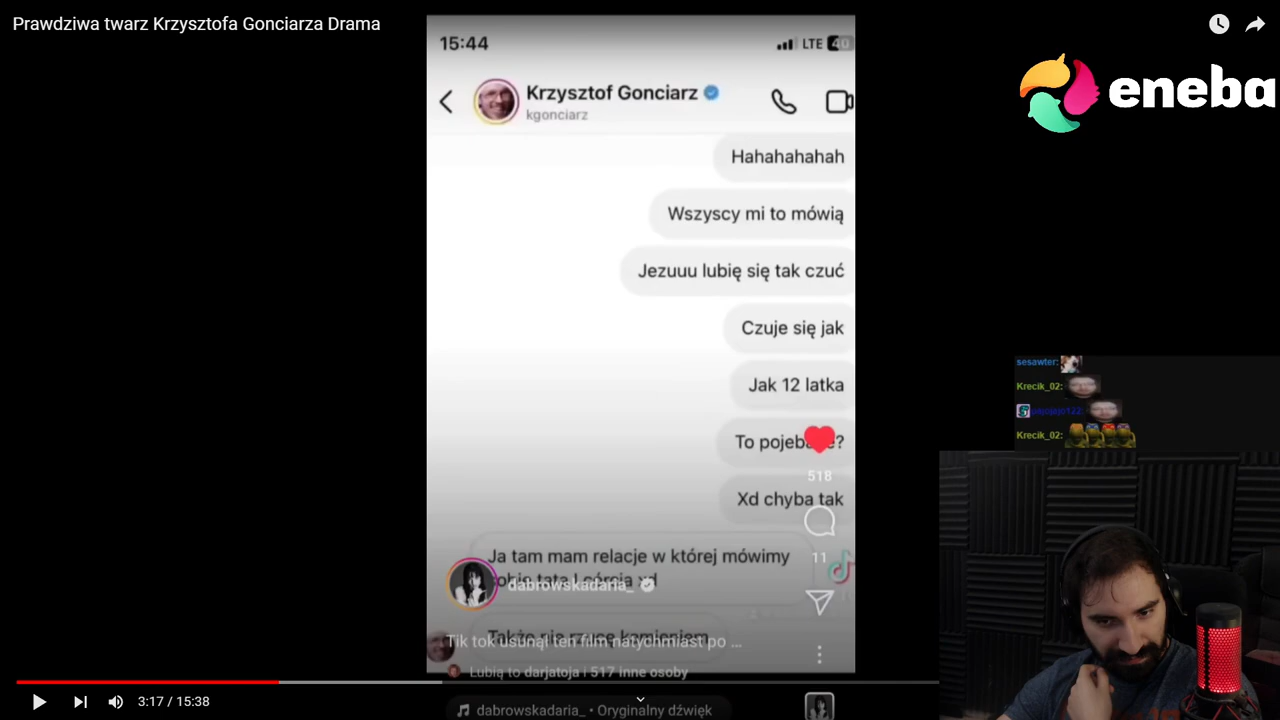 Prawdziwa twarz Krzysztofa Gonciarza Drama
15:44
LTE 40
eneba
Krzysztof Gonciarz
kgonciarz
Hahahahahah
Wszyscy mi to mówią
Jezuuu lubię się tak czuć
Czuje się jak
Jak 12 latka
?
518
Xd chyba tak
Ja tam mam relacje w której mówimy
11
dabrowskadaria_
Tik tok usunął ten film natychmiast po ...
Lubią to darjatoja i 517 inne osoby
dabrowskadaria_ • Oryginalny dźwięk
sesawter:
Krecik_02:
Krecik_02:
3:17 / 15:38